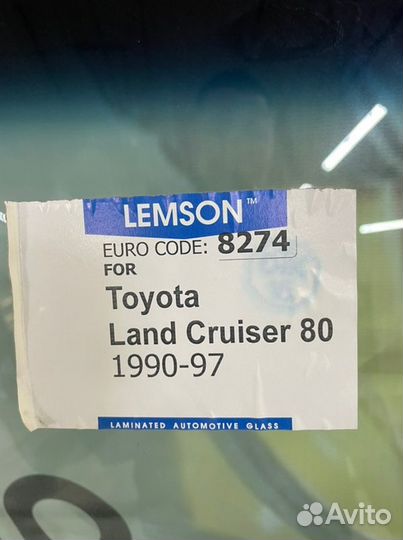 LEMSON™
EURO CODE: 8274
FOR
Toyota
Land Cruiser 80
1990-97
LAMINATED AUTOMOTIVE GLASS
Avito